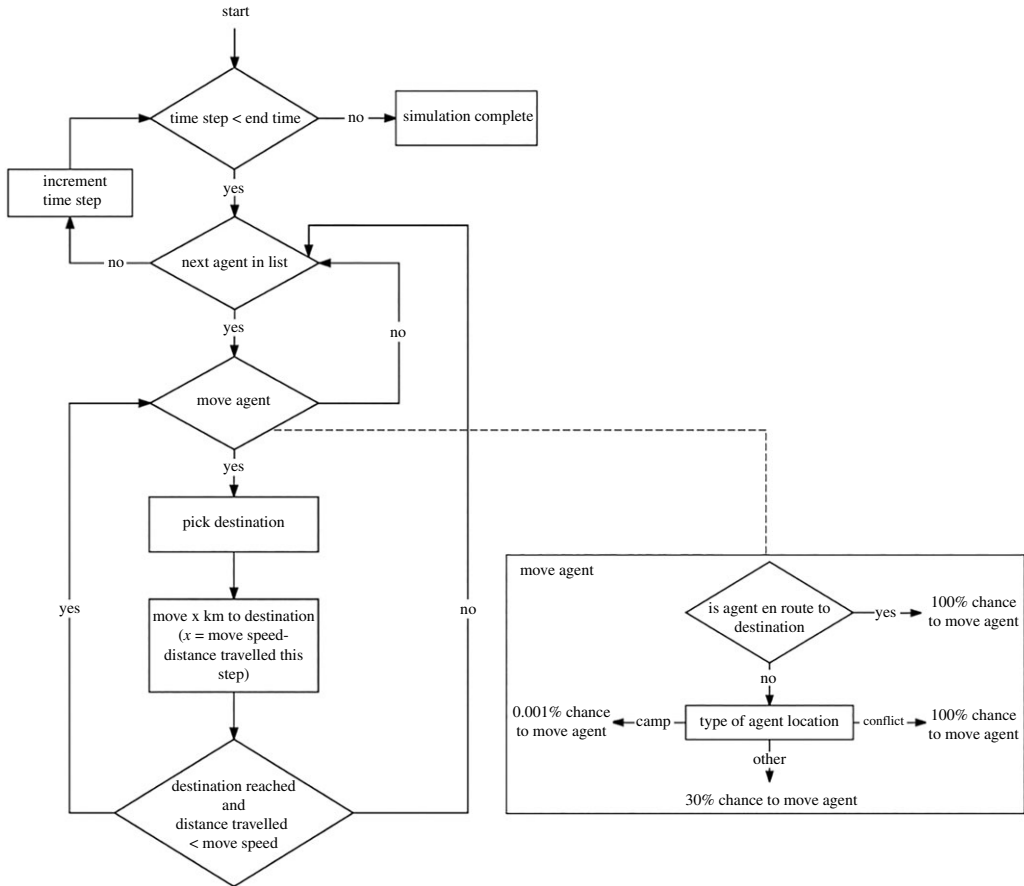 start
time step < end time
no
simulation complete
increment
time step
yes
next agent in list
no
yes
no
move agent
yes
pick destination
yes
move x km to destination
(x = move speed-
distance travelled this
step)
no
destination reached
and
distance travelled
< move speed
move agent
is agent en route to
destination
yes
100% chance
to move agent
no
0.001% chance
to move agent
camp
type of agent location
conflict
100% chance
to move agent
other
30% chance to move agent